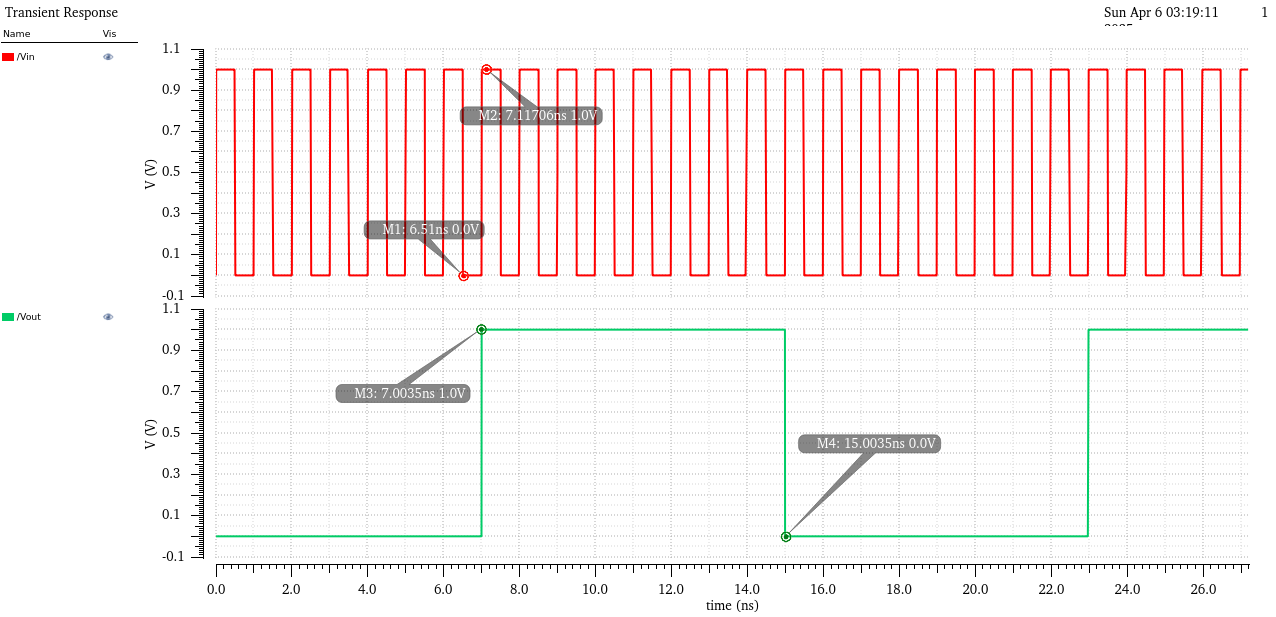 Transient Response
Sun Apr 6 03:19:11 1
Name Vis
/Vin
1.1
0.9
0.7
0.5
0.3
0.1
-0.1
V (V)
M2: 7.11706ns 1.0V
M1: 6.51ns 0.0V
/Vout
1.1
0.9
0.7
0.5
0.3
0.1
-0.1
V (V)
M3: 7.0035ns 1.0V
M4: 15.0035ns 0.0V
0.0 2.0 4.0 6.0 8.0 10.0 12.0 14.0 16.0 18.0 20.0 22.0 24.0 26.0
time (ns)